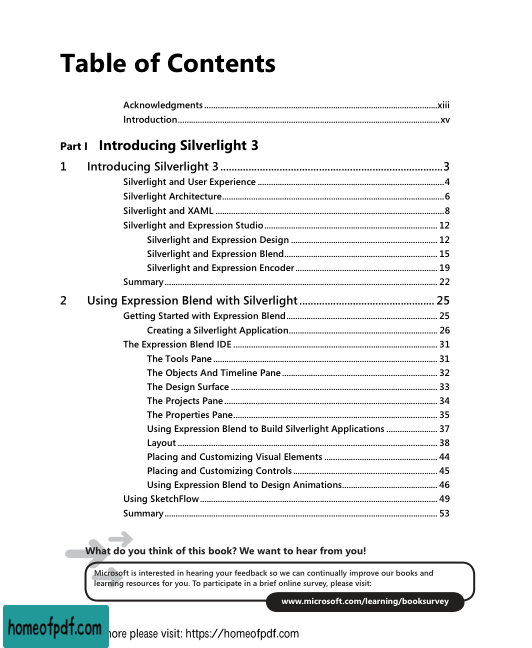 Table of Contents
Acknowledgments........................................xiii
Introduction........................................xv
Part I Introducing Silverlight 3
1 Introducing Silverlight 3........................................3
Silverlight and User Experience........................................4
Silverlight Architecture........................................6
Silverlight and XAML........................................8
Silverlight and Expression Studio........................................12
Silverlight and Expression Design........................................12
Silverlight and Expression Blend........................................15
Silverlight and Expression Encoder........................................19
Summary........................................22
2 Using Expression Blend with Silverlight........................................25
Getting Started with Expression Blend........................................25
Creating a Silverlight Application........................................26
The Expression Blend IDE........................................31
The Tools Pane........................................31
The Objects And Timeline Pane........................................32
The Design Surface........................................33
The Projects Pane........................................34
The Properties Pane........................................35
Using Expression Blend to Build Silverlight Applications....................37
Layout........................................38
Placing and Customizing Visual Elements........................................44
Placing and Customizing Controls........................................45
Using Expression Blend to Design Animations........................................46
Using SketchFlow........................................49
Summary........................................53
What do you think of this book? We want to hear from you!
Microsoft is interested in hearing your feedback so we can continually improve our books and
learning resources for you. To participate in a brief online survey, please visit:
www.microsoft.com/learning/booksurvey
homeofpdf.com
ore please visit: https://homeofpdf.com